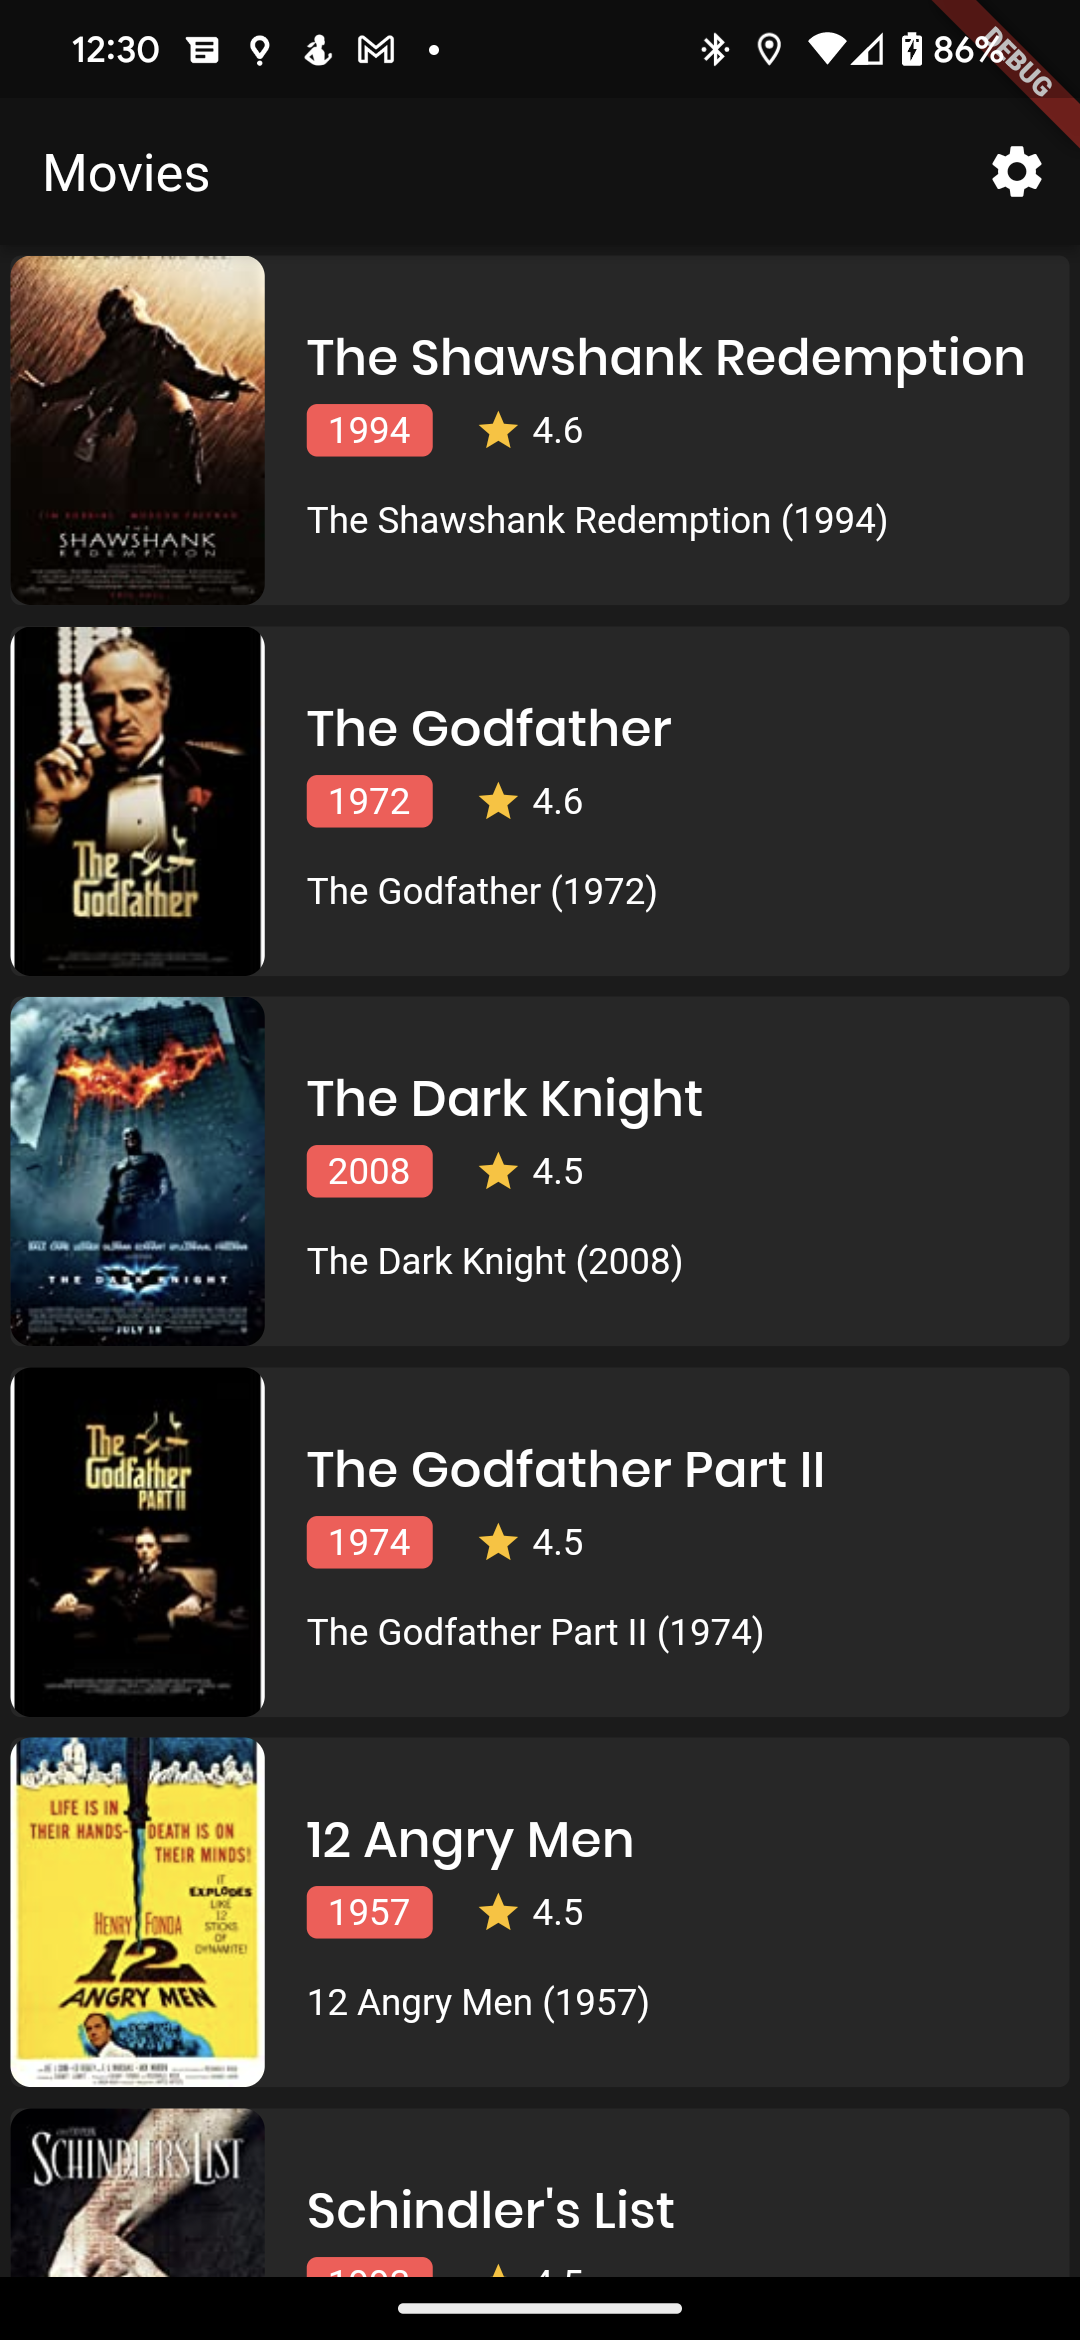 12:30
86%
DEBUG
Movies
The Shawshank Redemption
1994 4.6
The Shawshank Redemption (1994)
SHAWSHANK
REDEMPTION
The Godfather
1972 4.6
The Godfather (1972)
The
Godfather
The Dark Knight
2008 4.5
The Dark Knight (2008)
THE DARK KNIGHT
JULY 18
The Godfather Part II
1974 4.5
The Godfather Part II (1974)
The
Godfather
PART II
12 Angry Men
1957 4.5
12 Angry Men (1957)
LIFE IS IN
THEIR HANDS- DEATH IS ON
THEIR MINDS!
IT
EXPLODES
LIKE
12
STICKS
OF
DYNAMITE!
HENRY FONDA
12
ANGRY MEN
SCHINDLER'S LIST
Schindler's List